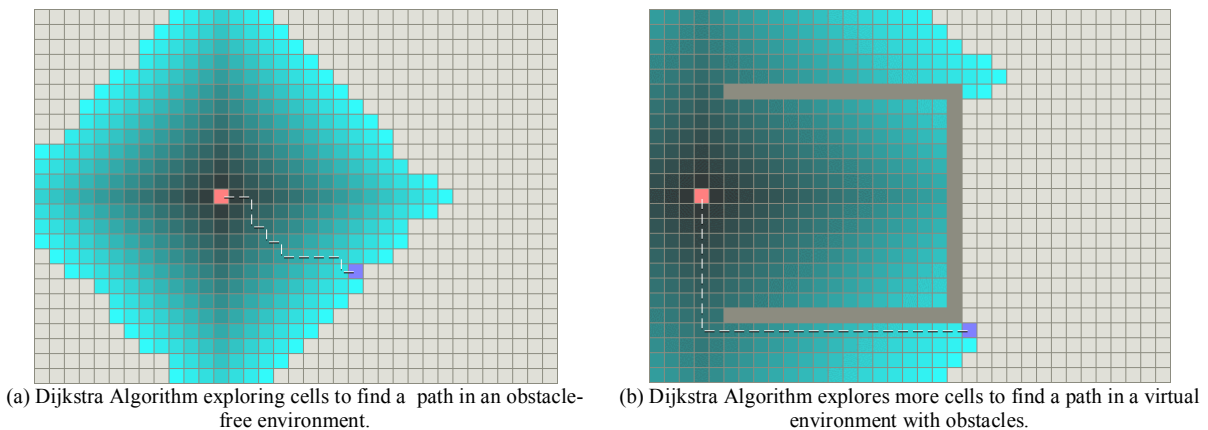 (a) Dijkstra Algorithm exploring cells to find a path in an obstacle-
free environment.
(b) Dijkstra Algorithm explores more cells to find a path in a virtual
environment with obstacles.